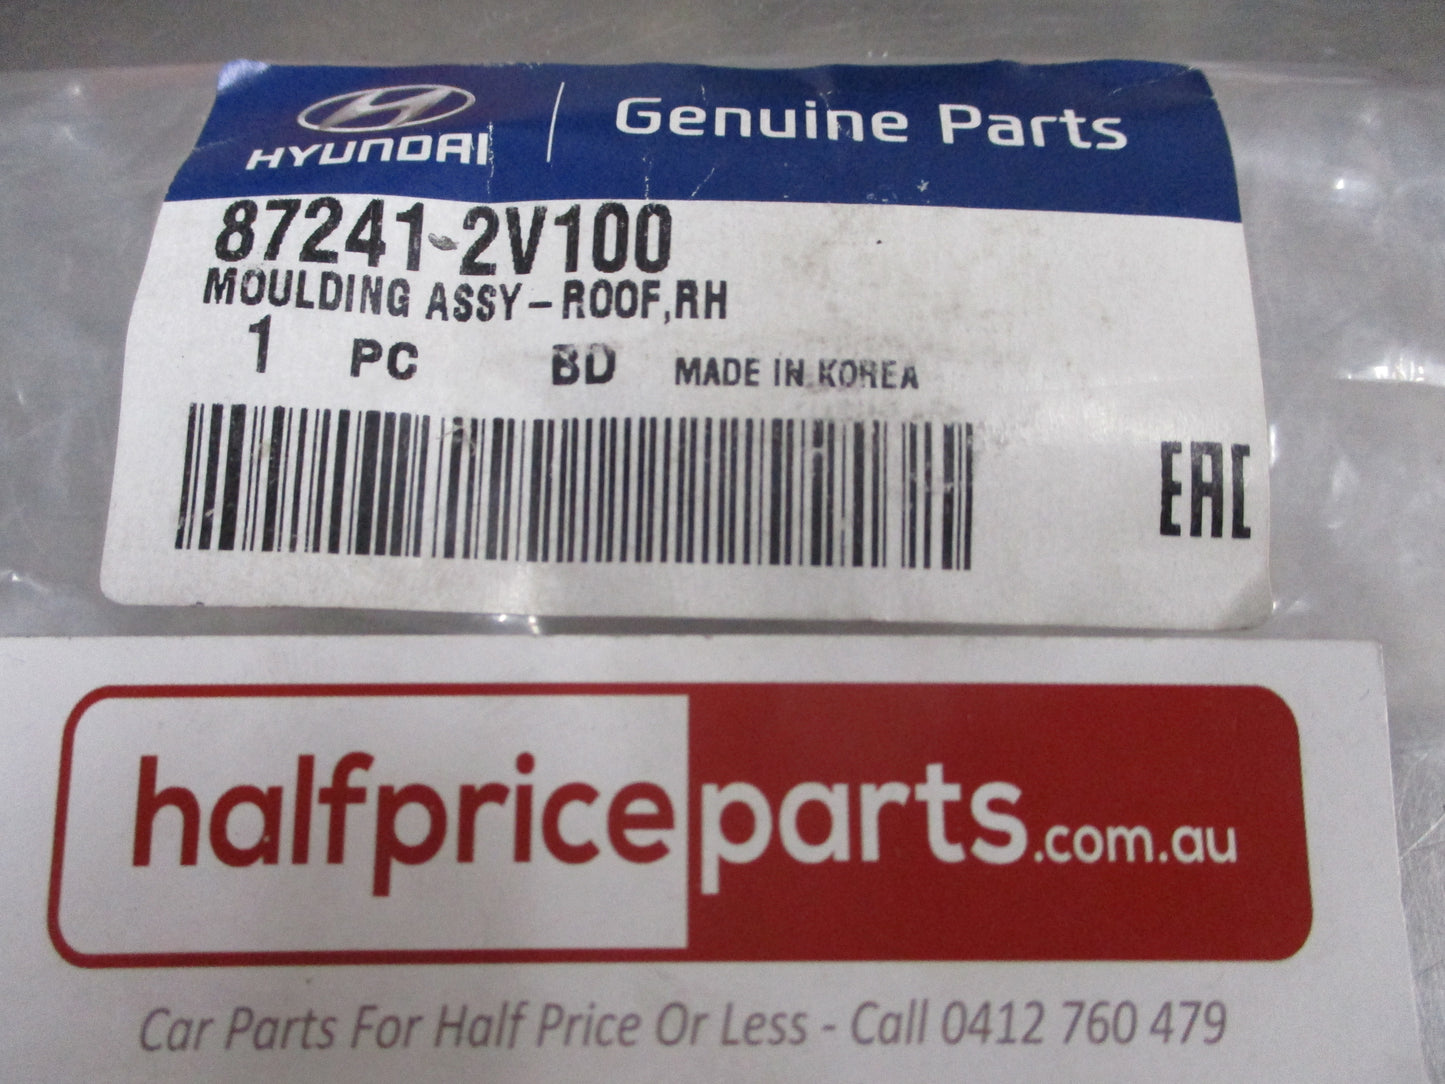 HYUNDAI Genuine Parts
87241-2V100
MOULDING ASSY-ROOF,RH
1 PC BD MADE IN KOREA
EAC
halfpriceparts.com.au
Car Parts For Half Price Or Less - Call 0412 760 479